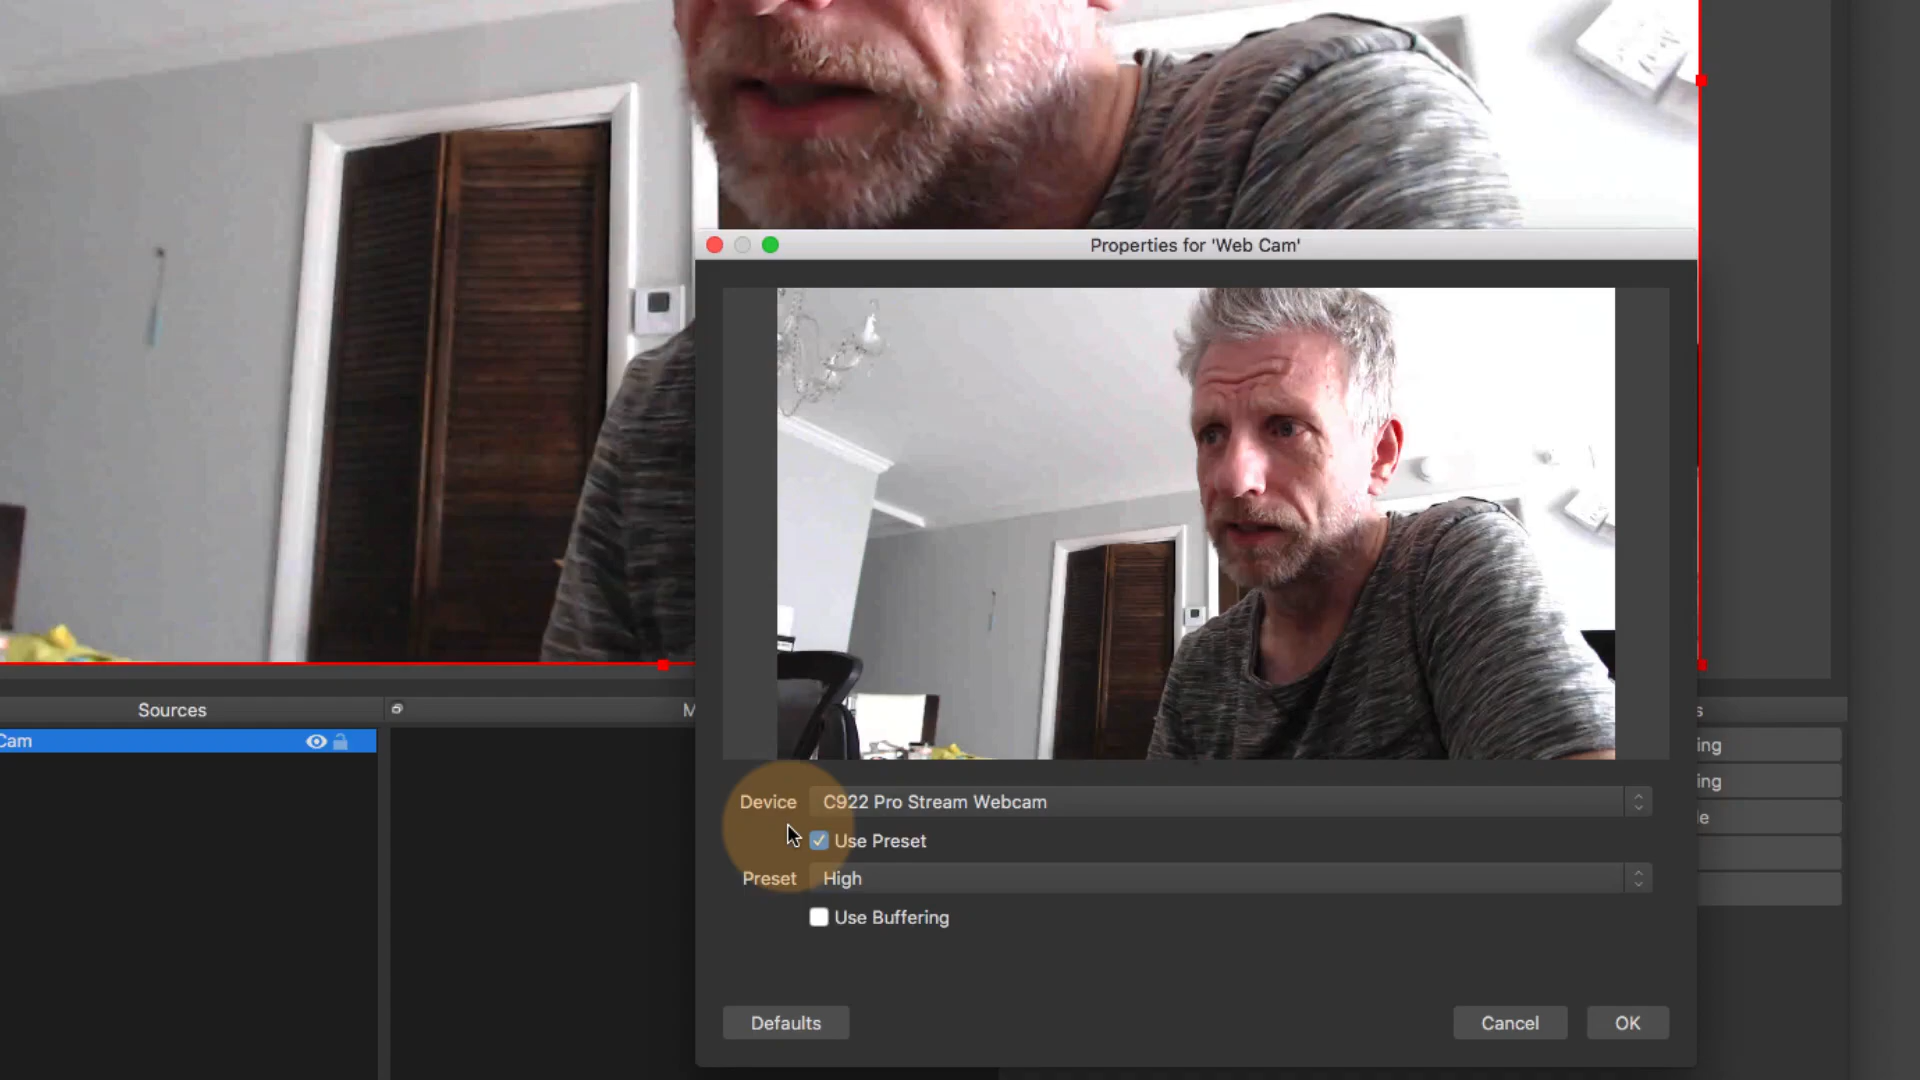 Properties for 'Web Cam'
Sources
M
Cam
Device C922 Pro Stream Webcam
Use Preset
Preset High
Use Buffering
Defaults
Cancel
OK
s
ing
ing
le